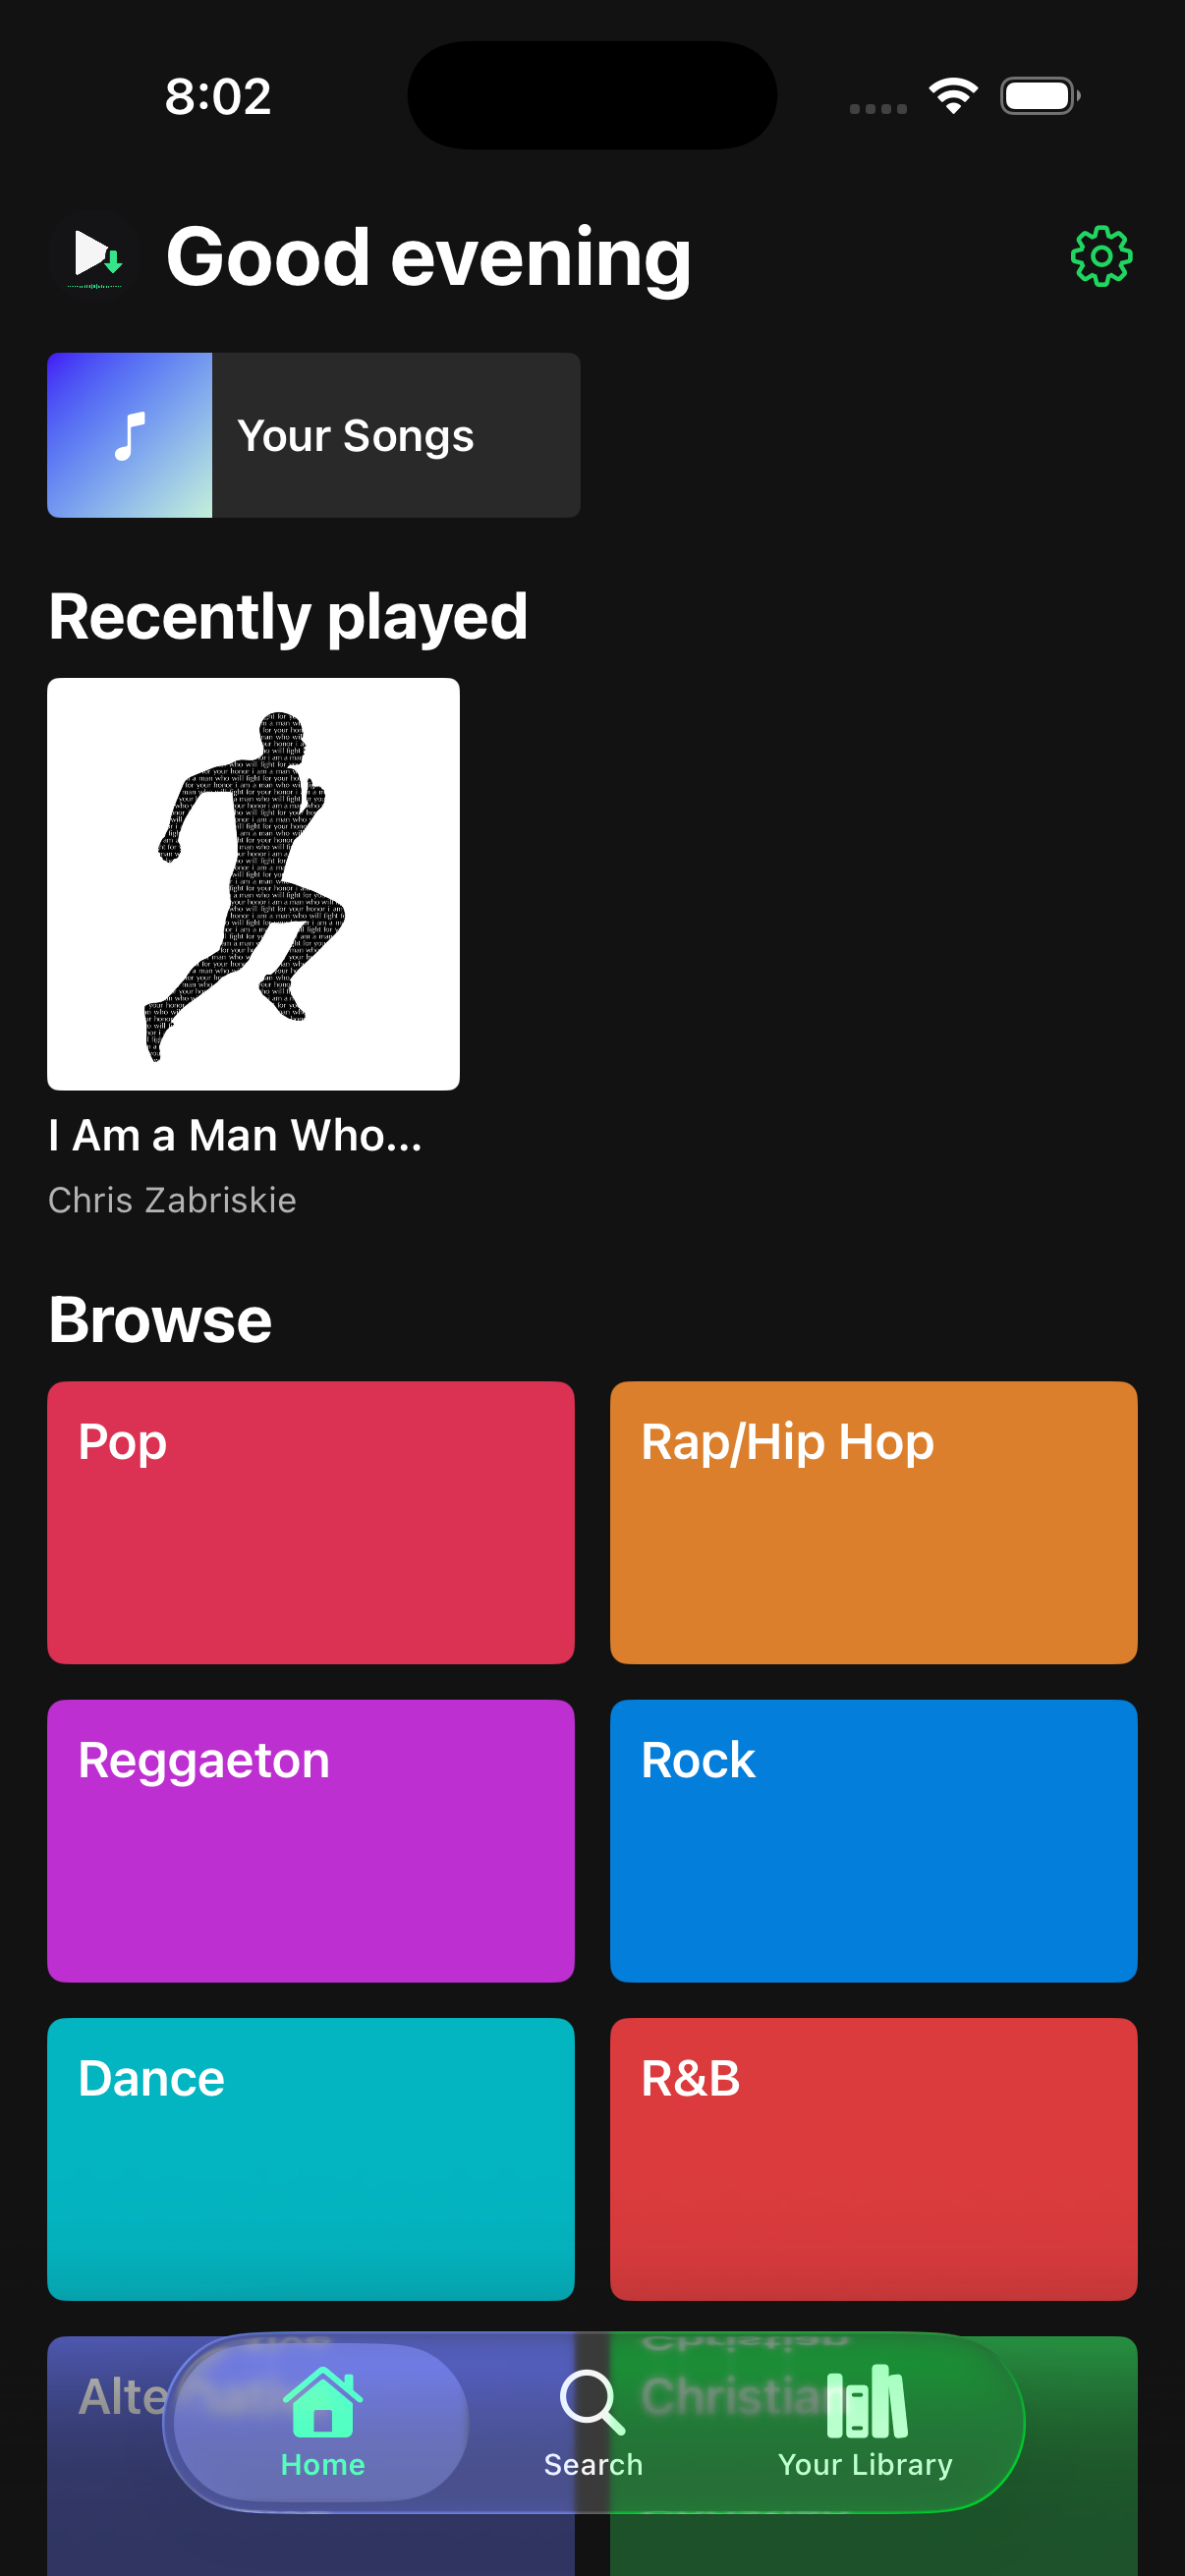 8:02
Good evening
Your Songs
Recently played
I Am a Man Who...
Chris Zabriskie
Browse
Pop
Rap/Hip Hop
Reggaeton
Rock
Dance
R&B
Christian
Home
Search
Your Library